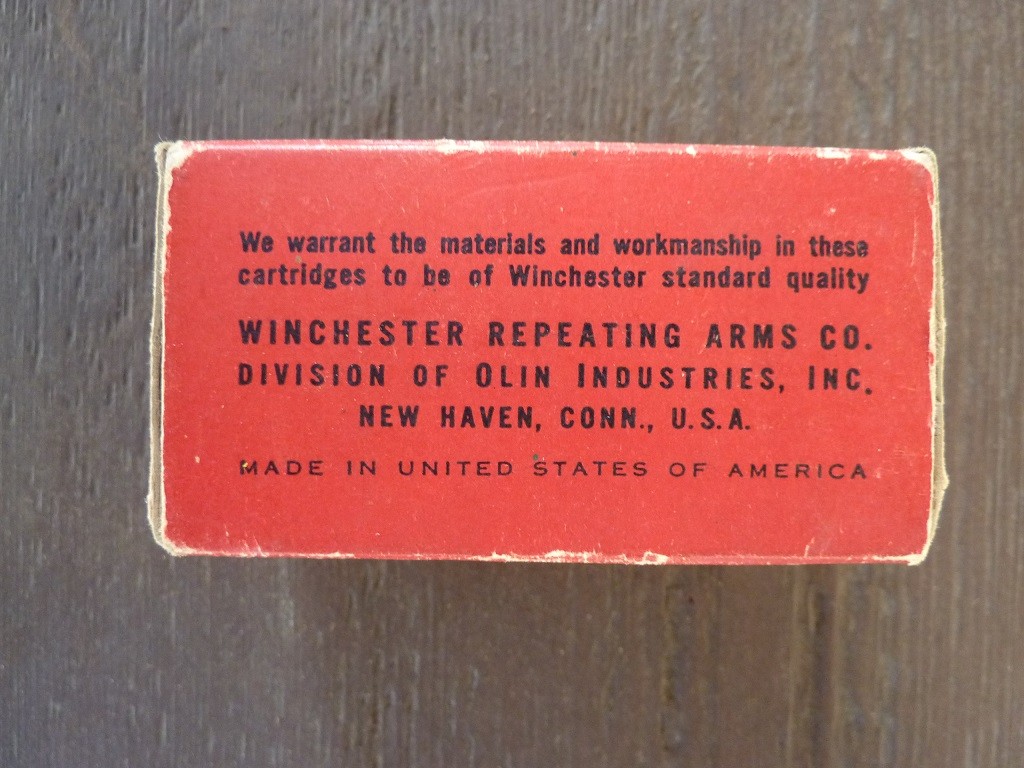 We warrant the materials and workmanship in these
cartridges to be of Winchester standard quality
WINCHESTER REPEATING ARMS CO.
DIVISION OF OLIN INDUSTRIES, INC.
NEW HAVEN, CONN., U.S.A.
MADE IN UNITED STATES OF AMERICA